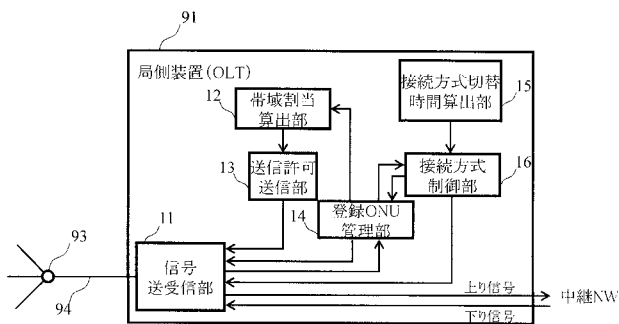 91
局側装置(OLT)
接続方式切替
時間算出部
15
12
帯域割当
算出部
13
送信許可
送信部
接続方式
制御部
16
14
登録ONU
管理部
11
93
信号
送受信部
94
上り信号
中継NW
下り信号